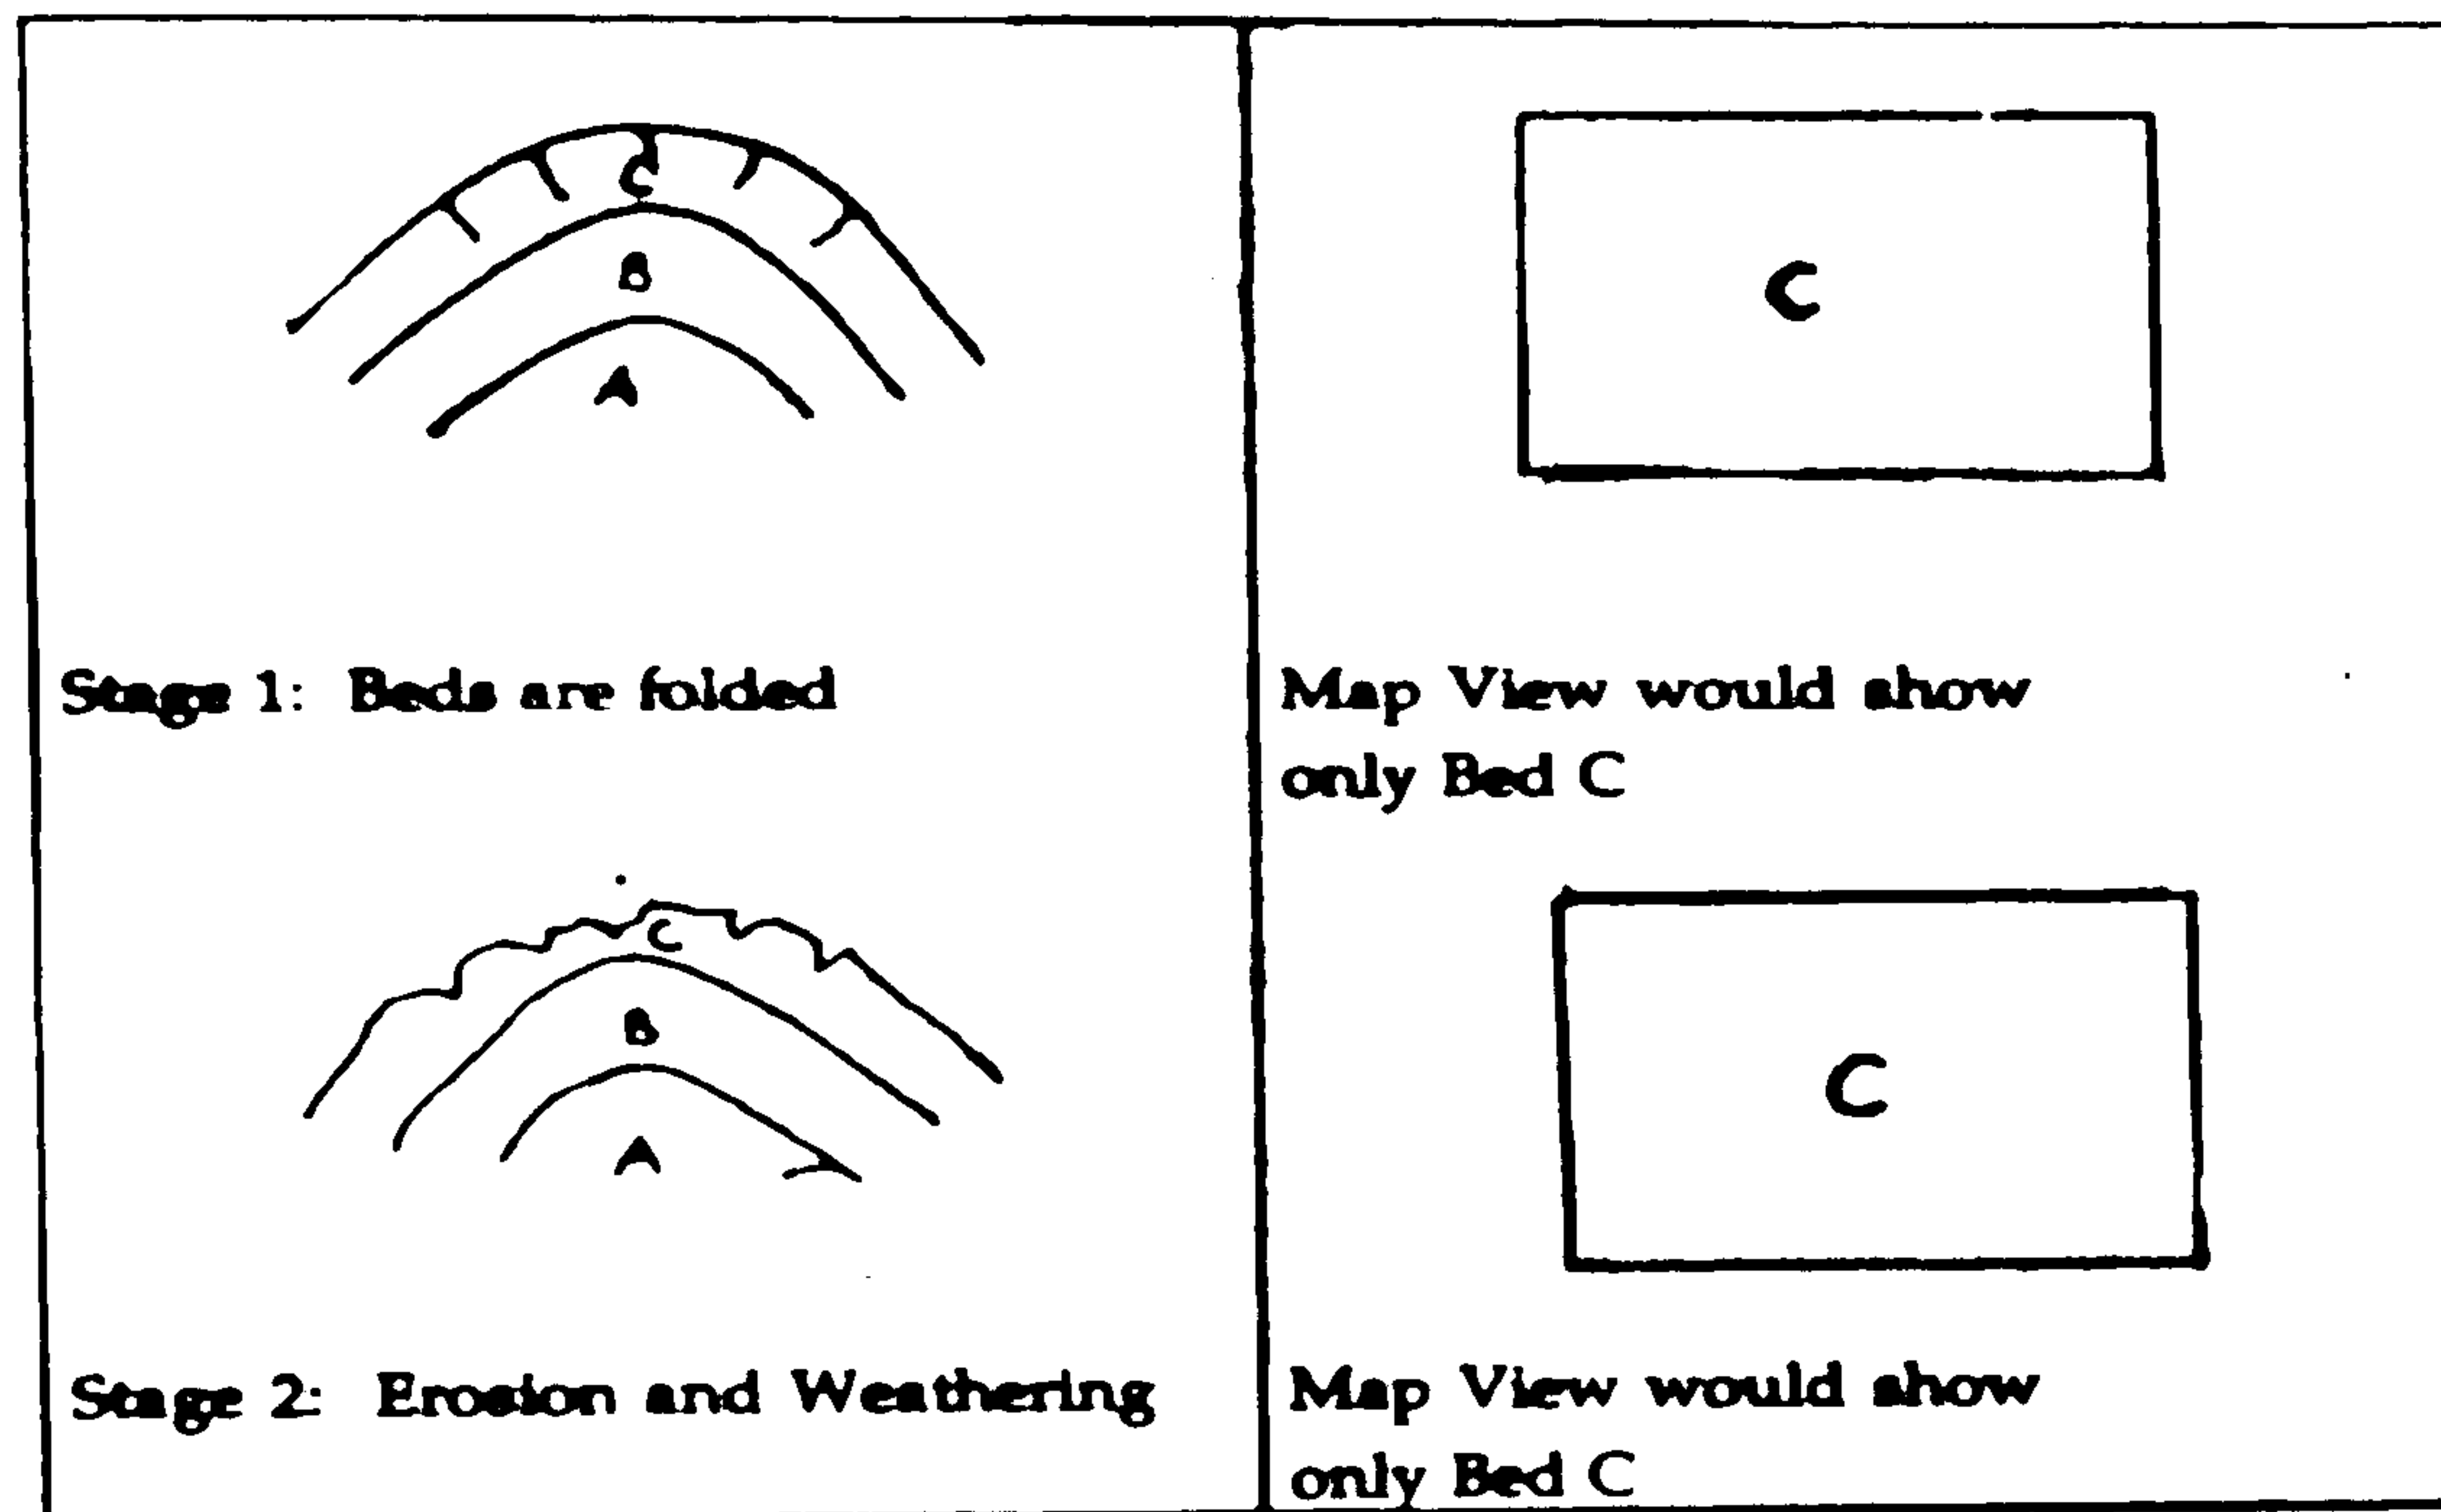 C
B
A
C
Stage 1: Beds are folded
Map View would show
only Bed C
C
B
A
C
Stage 2: Erosion and Weathering
Map View would show
only Bed C